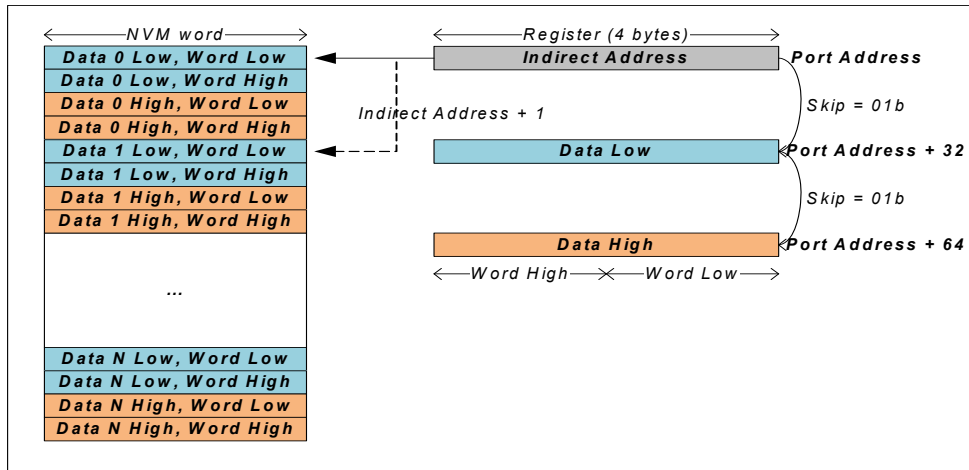 NVM word
Data 0 Low, Word Low
Data 0 Low, Word High
Data 0 High, Word Low
Data 0 High, Word High
Data 1 Low, Word Low
Data 1 Low, Word High
Data 1 High, Word Low
Data 1 High, Word High
...
Data N Low, Word Low
Data N Low, Word High
Data N High, Word Low
Data N High, Word High
Indirect Address + 1
Register (4 bytes)
Indirect Address
Port Address
Skip = 01b
Data Low
Port Address + 32
Skip = 01b
Data High
Port Address + 64
Word High
Word Low